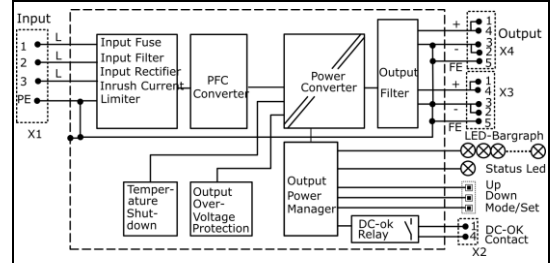 Input
1 L
2 L
3 L
PE
X1
Input Fuse
Input Filter
Input Rectifier
Inrush Current
Limiter
PFC
Converter
Power
Converter
Output
Filter
+
-
FE
1
4
3
2
5
Output
X4
+
-
FE
1
4
3
2
5
X3
LED-Bargraph
Status Led
Up
Down
Mode/Set
Temper-
ature
Shut-
down
Output
Over-
Voltage
Protection
Output
Power
Manager
DC-ok
Relay
1
4
DC-OK
Contact
X2